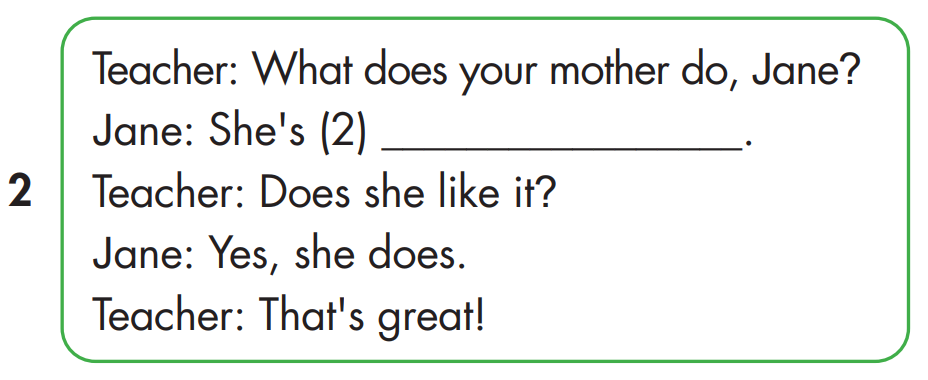 Teacher: What does your mother do, Jane?
Jane: She's (2) _________________.
2 Teacher: Does she like it?
Jane: Yes, she does.
Teacher: That's great!